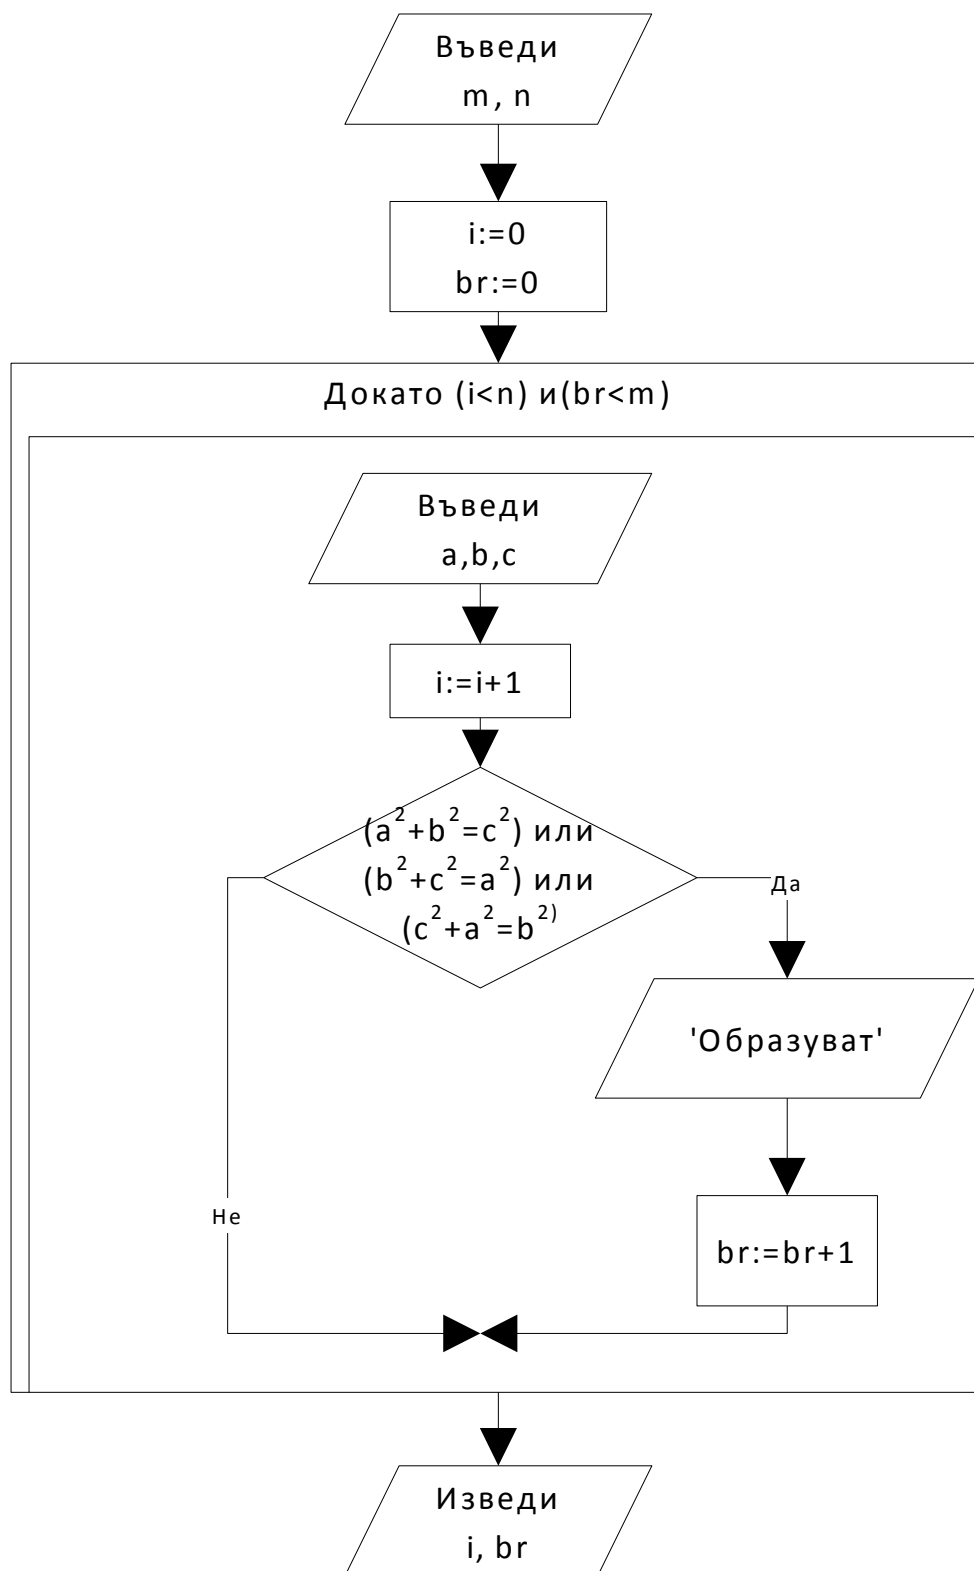 Въведи
m, n
i:=0
br:=0
Докато (i<n) и(br<m)
Въведи
a,b,c
i:=i+1
(a²+b²=c²) или
(b²+c²=a²) или
(c²+a²=b²⁾
Да
'Образуват'
Не
br:=br+1
Изведи
i, br